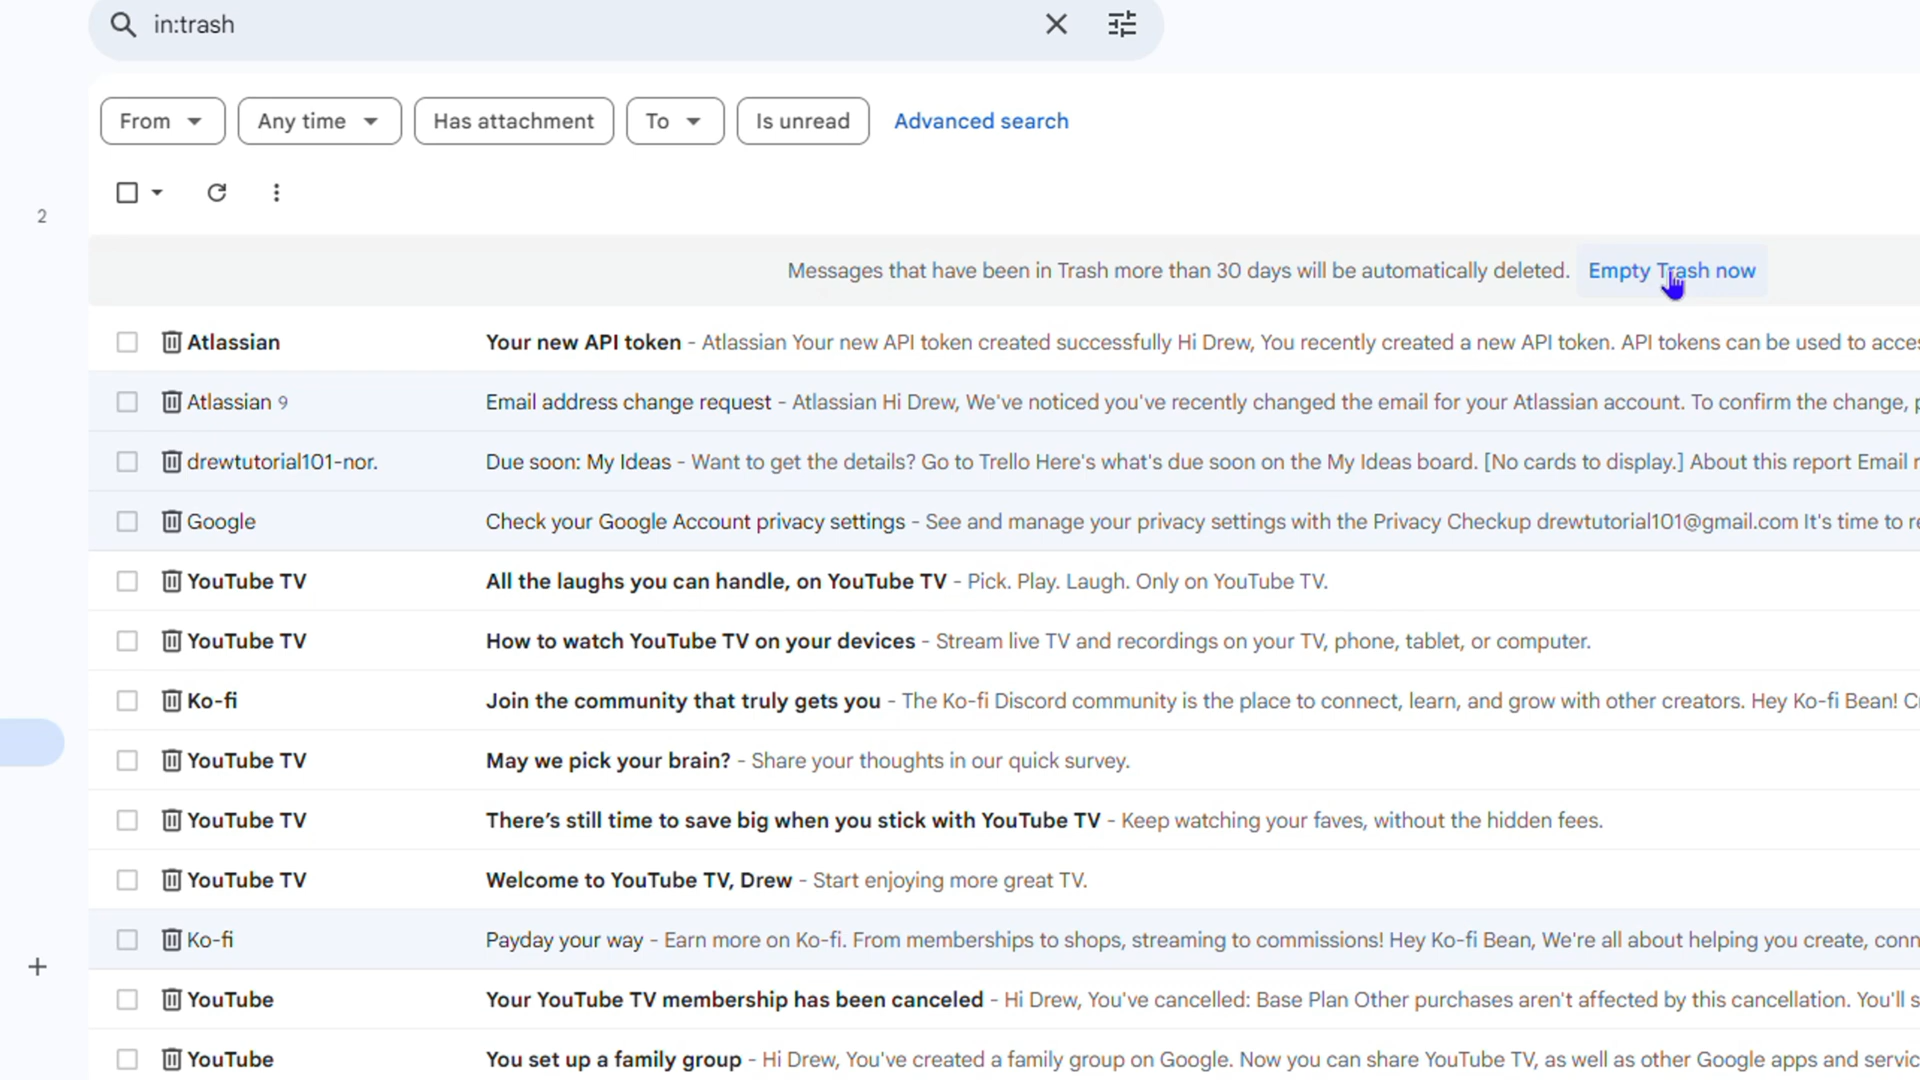 in:trash
From Any time Has attachment To Is unread Advanced search
2
Messages that have been in Trash more than 30 days will be automatically deleted. Empty Trash now
Atlassian Your new API token - Atlassian Your new API token created successfully Hi Drew, You recently created a new API token. API tokens can be used to
Atlassian 9 Email address change request - Atlassian Hi Drew, We've noticed you've recently changed the email for your Atlassian account. To confirm the change,
drewtutorial101-nor. Due soon: My Ideas - Want to get the details? Go to Trello Here's what's due soon on the My Ideas board. [No cards to display.] About this report Email
Google Check your Google Account privacy settings - See and manage your privacy settings with the Privacy Checkup drewtutorial101@gmail.com It's time to
YouTube TV All the laughs you can handle, on YouTube TV - Pick. Play. Laugh. Only on YouTube TV.
YouTube TV How to watch YouTube TV on your devices - Stream live TV and recordings on your TV, phone, tablet, or computer.
Ko-fi Join the community that truly gets you - The Ko-fi Discord community is the place to connect, learn, and grow with other creators. Hey Ko-fi Bean!
YouTube TV May we pick your brain? - Share your thoughts in our quick survey.
YouTube TV There's still time to save big when you stick with YouTube TV - Keep watching your faves, without the hidden fees.
YouTube TV Welcome to YouTube TV, Drew - Start enjoying more great TV.
Ko-fi Payday your way - Earn more on Ko-fi. From memberships to shops, streaming to commissions! Hey Ko-fi Bean, We're all about helping you create,
YouTube Your YouTube TV membership has been canceled - Hi Drew, You've cancelled: Base Plan Other purchases aren't affected by this cancellation. You'll
YouTube You set up a family group - Hi Drew, You've created a family group on Google. Now you can share YouTube TV, as well as other Google apps and